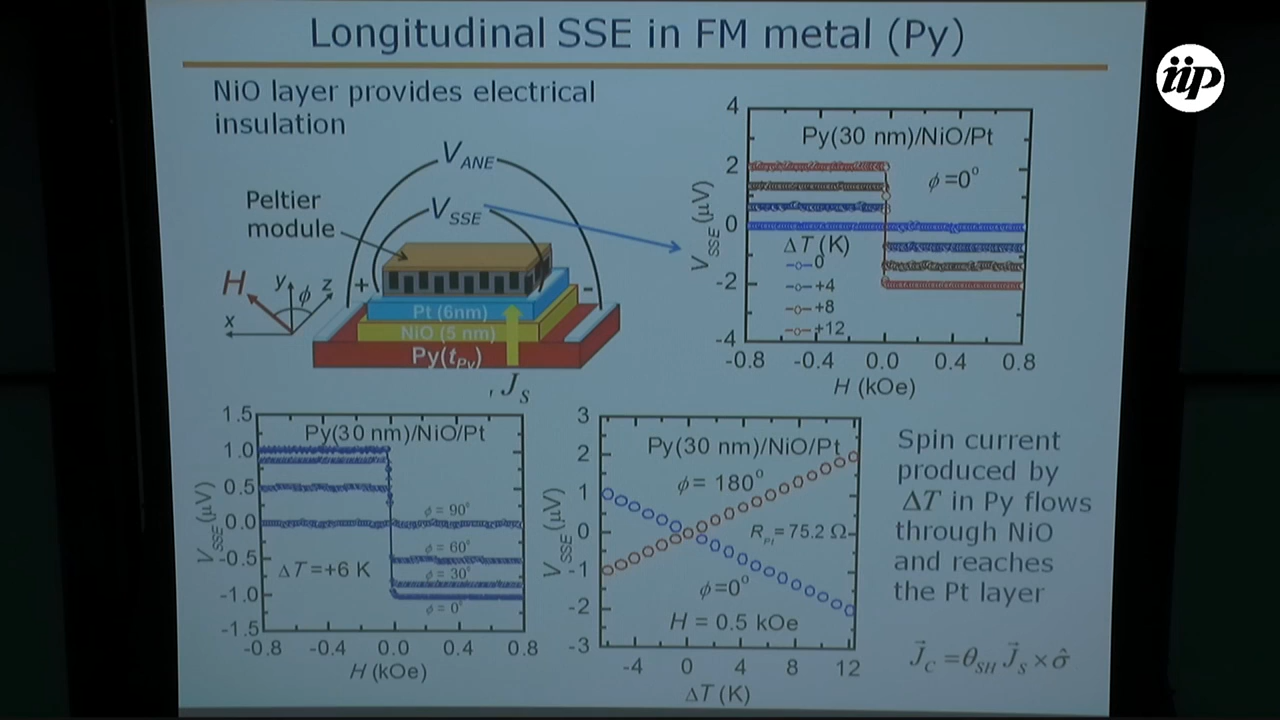 Longitudinal SSE in FM metal (Py)
iip
NiO layer provides electrical
insulation
V_ANE
V_SSE
Peltier
module
H
y
ϕ
z
x
+
-
Pt (6nm)
NiO (5 nm)
Py(t_Py)
, J_S
Py(30 nm)/NiO/Pt
ϕ=0°
V_SSE (μV)
4
2
0
-2
-4
ΔT (K)
0
+4
+8
+12
-0.8 -0.4 0.0 0.4 0.8
H (kOe)
Py(30 nm)/NiO/Pt
V_SSE (μV)
1.5
1.0
0.5
0.0
-0.5
-1.0
-1.5
ϕ = 90°
ϕ = 60°
ϕ = 30°
ϕ = 0°
ΔT =+6 K
-0.8 -0.4 0.0 0.4 0.8
H (kOe)
Py(30 nm)/NiO/Pt
V_SSE (μV)
3
2
1
0
-1
-2
-3
ϕ = 180°
R_Pt = 75.2 Ω
ϕ=0°
H = 0.5 kOe
-4 0 4 8 12
ΔT (K)
Spin current
produced by
ΔT in Py flows
through NiO
and reaches
the Pt layer
J⃗_C = θ_SH J⃗_S × σ̂